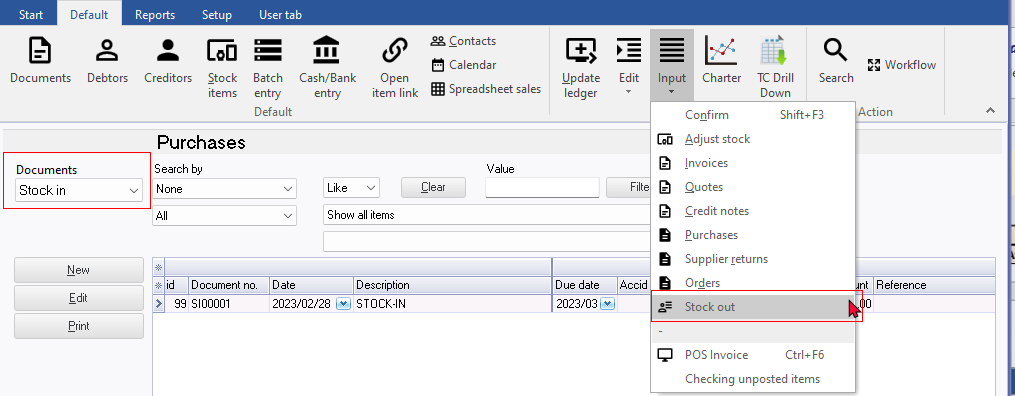 Start Default Reports Setup User tab
Documents
Debtors
Creditors
Stock items
Batch entry
Cash/Bank entry
Open item link
Contacts
Calendar
Spreadsheet sales
Default
Update ledger
Edit
Input
Charter
TC Drill Down
Search
Workflow
Action
Purchases
Documents
Stock in
Search by
None
All
Like
Clear
Value
Filte
Show all items
New
Edit
Print
id Document no. Date Description Due date Accid unt Reference
99 SI00001 2023/02/28 STOCK-IN 2023/03 .00
Confirm Shift+F3
Adjust stock
Invoices
Quotes
Credit notes
Purchases
Supplier returns
Orders
Stock out
-
POS Invoice Ctrl+F6
Checking unposted items